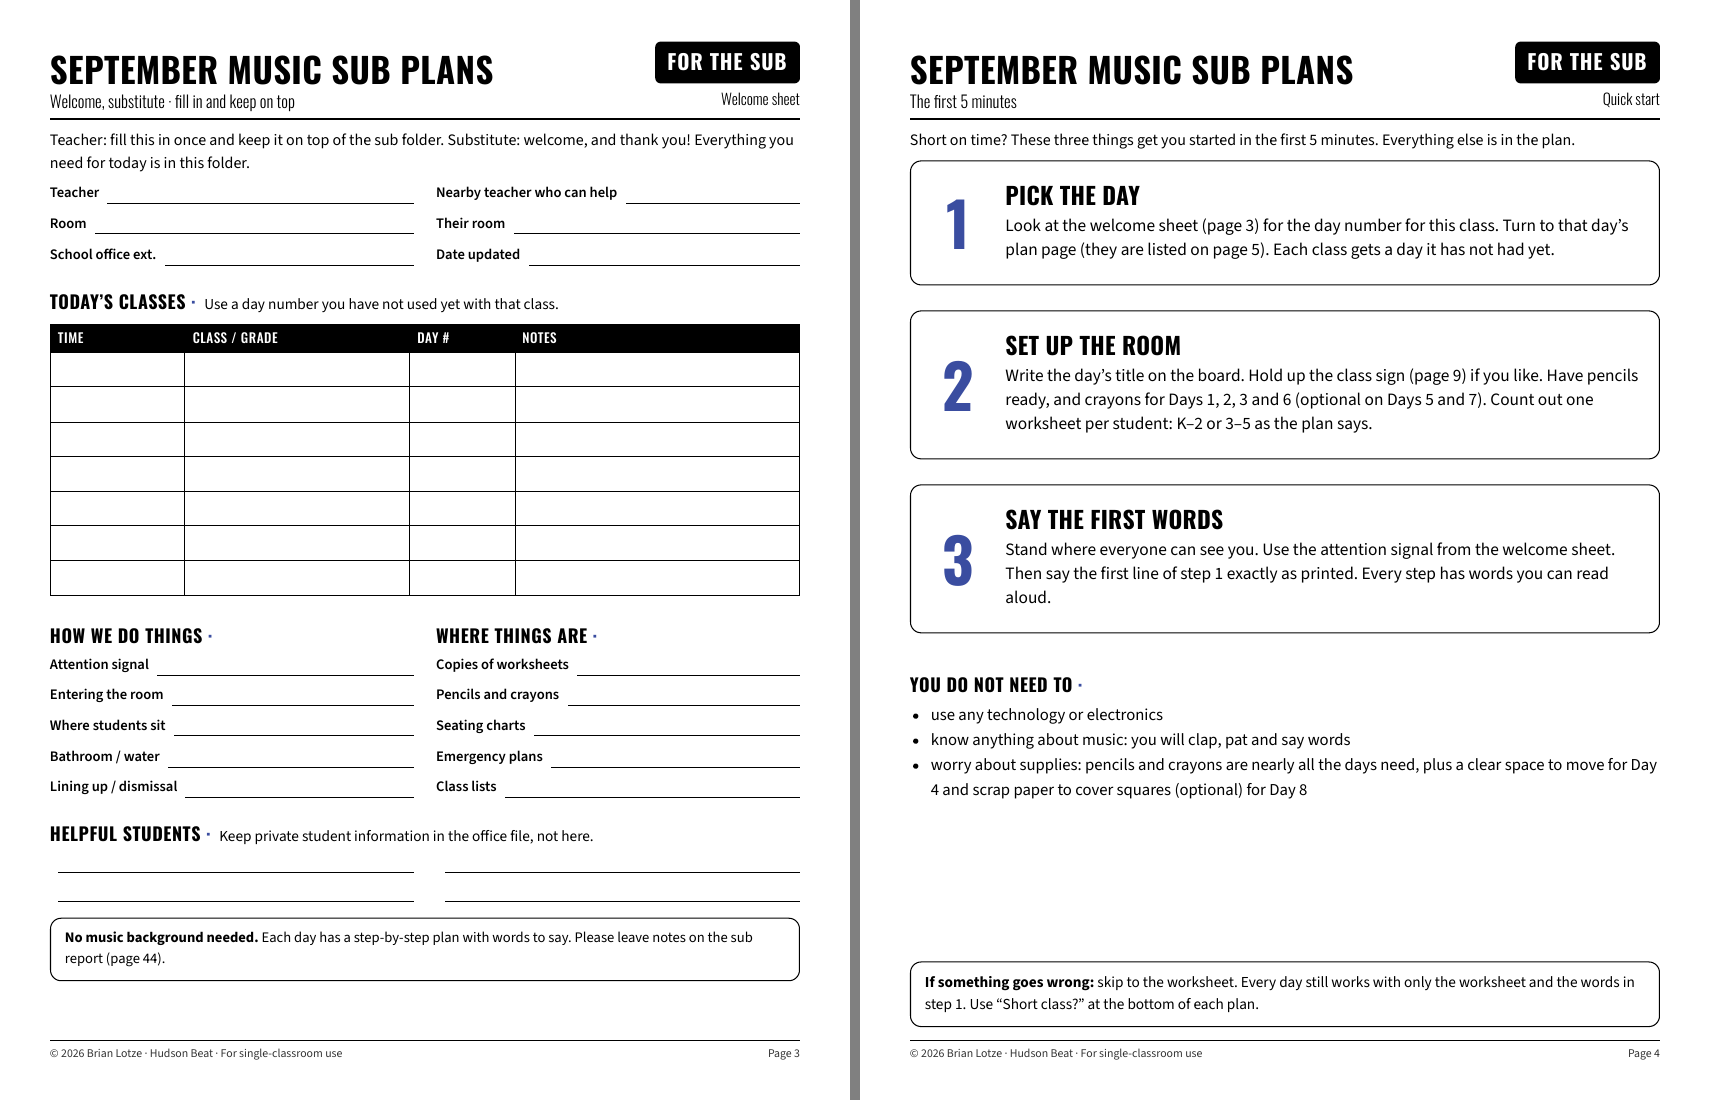 SEPTEMBER MUSIC SUB PLANS
FOR THE SUB
Welcome, substitute · fill in and keep on top
Welcome sheet
Teacher: fill this in once and keep it on top of the sub folder. Substitute: welcome, and thank you! Everything you
need for today is in this folder.
Teacher
Nearby teacher who can help
Room
Their room
School office ext.
Date updated
TODAY’S CLASSES · Use a day number you have not used yet with that class.
TIME CLASS / GRADE DAY # NOTES
HOW WE DO THINGS ·
Attention signal
Entering the room
Where students sit
Bathroom / water
Lining up / dismissal
WHERE THINGS ARE ·
Copies of worksheets
Pencils and crayons
Seating charts
Emergency plans
Class lists
HELPFUL STUDENTS · Keep private student information in the office file, not here.
No music background needed. Each day has a step-by-step plan with words to say. Please leave notes on the sub
report (page 44).
© 2026 Brian Lotze · Hudson Beat · For single-classroom use
Page 3
SEPTEMBER MUSIC SUB PLANS
FOR THE SUB
The first 5 minutes
Quick start
Short on time? These three things get you started in the first 5 minutes. Everything else is in the plan.
1
PICK THE DAY
Look at the welcome sheet (page 3) for the day number for this class. Turn to that day’s
plan page (they are listed on page 5). Each class gets a day it has not had yet.
2
SET UP THE ROOM
Write the day’s title on the board. Hold up the class sign (page 9) if you like. Have pencils
ready, and crayons for Days 1, 2, 3 and 6 (optional on Days 5 and 7). Count out one
worksheet per student: K–2 or 3–5 as the plan says.
3
SAY THE FIRST WORDS
Stand where everyone can see you. Use the attention signal from the welcome sheet.
Then say the first line of step 1 exactly as printed. Every step has words you can read
aloud.
YOU DO NOT NEED TO ·
• use any technology or electronics
• know anything about music: you will clap, pat and say words
• worry about supplies: pencils and crayons are nearly all the days need, plus a clear space to move for Day
4 and scrap paper to cover squares (optional) for Day 8
If something goes wrong: skip to the worksheet. Every day still works with only the worksheet and the words in
step 1. Use “Short class?” at the bottom of each plan.
© 2026 Brian Lotze · Hudson Beat · For single-classroom use
Page 4